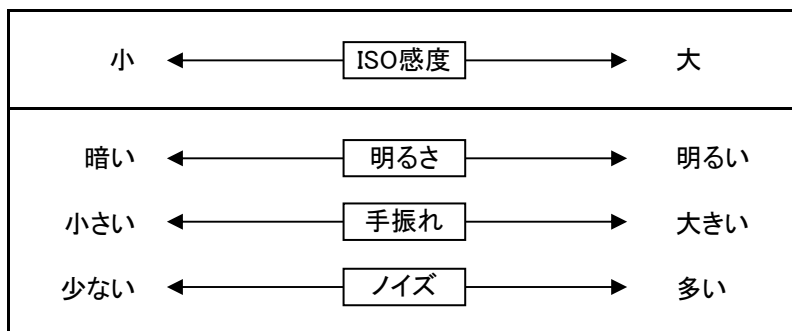 小 ISO感度 大
暗い 明るさ 明るい
小さい 手振れ 大きい
少ない ノイズ 多い